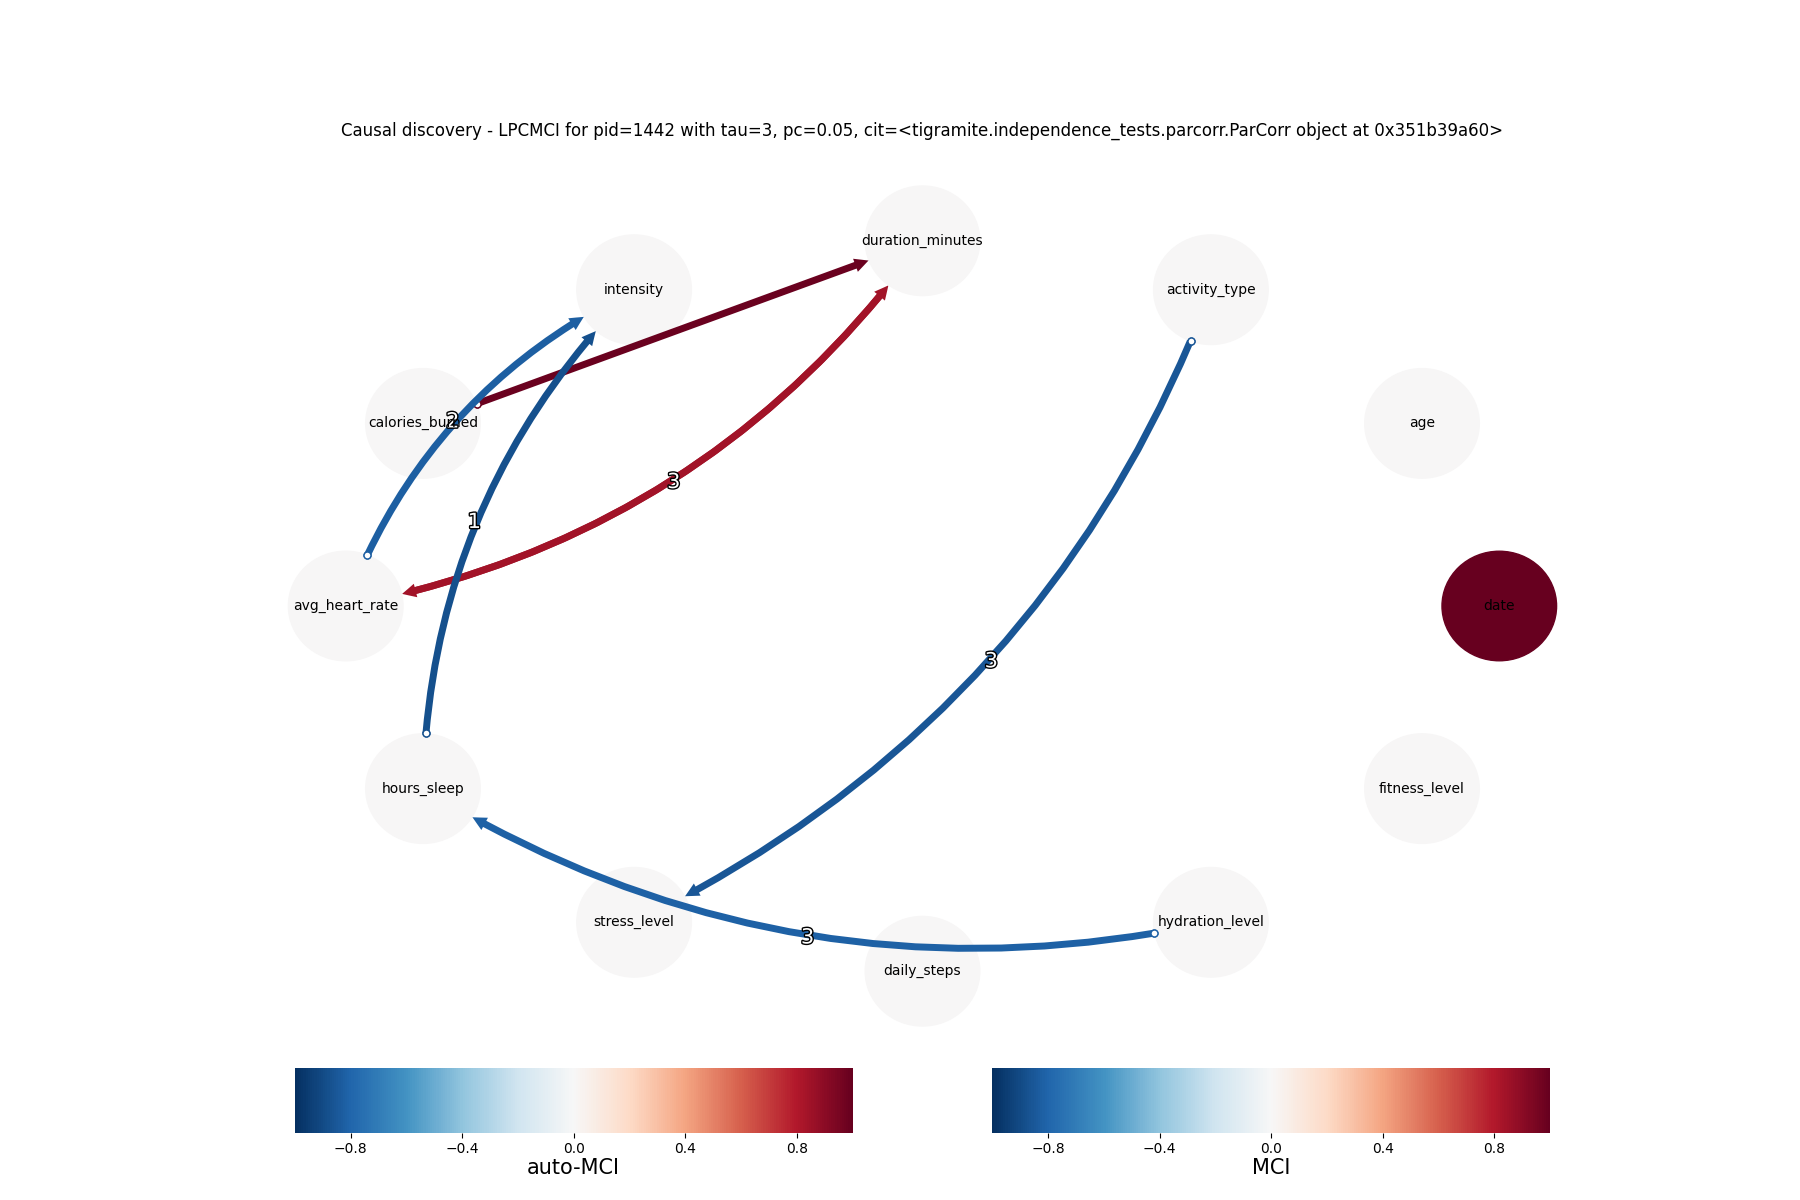 Causal discovery - LPCMCI for pid=1442 with tau=3, pc=0.05, cit=<tigramite.independence_tests.parcorr.ParCorr object at 0x351b39a60>
duration_minutes
intensity
activity_type
calories_burned
2
age
3
1
avg_heart_rate
date
3
hours_sleep
fitness_level
stress_level
hydration_level
3
daily_steps
−0.8 −0.4 0.0 0.4 0.8
auto-MCI
−0.8 −0.4 0.0 0.4 0.8
MCI